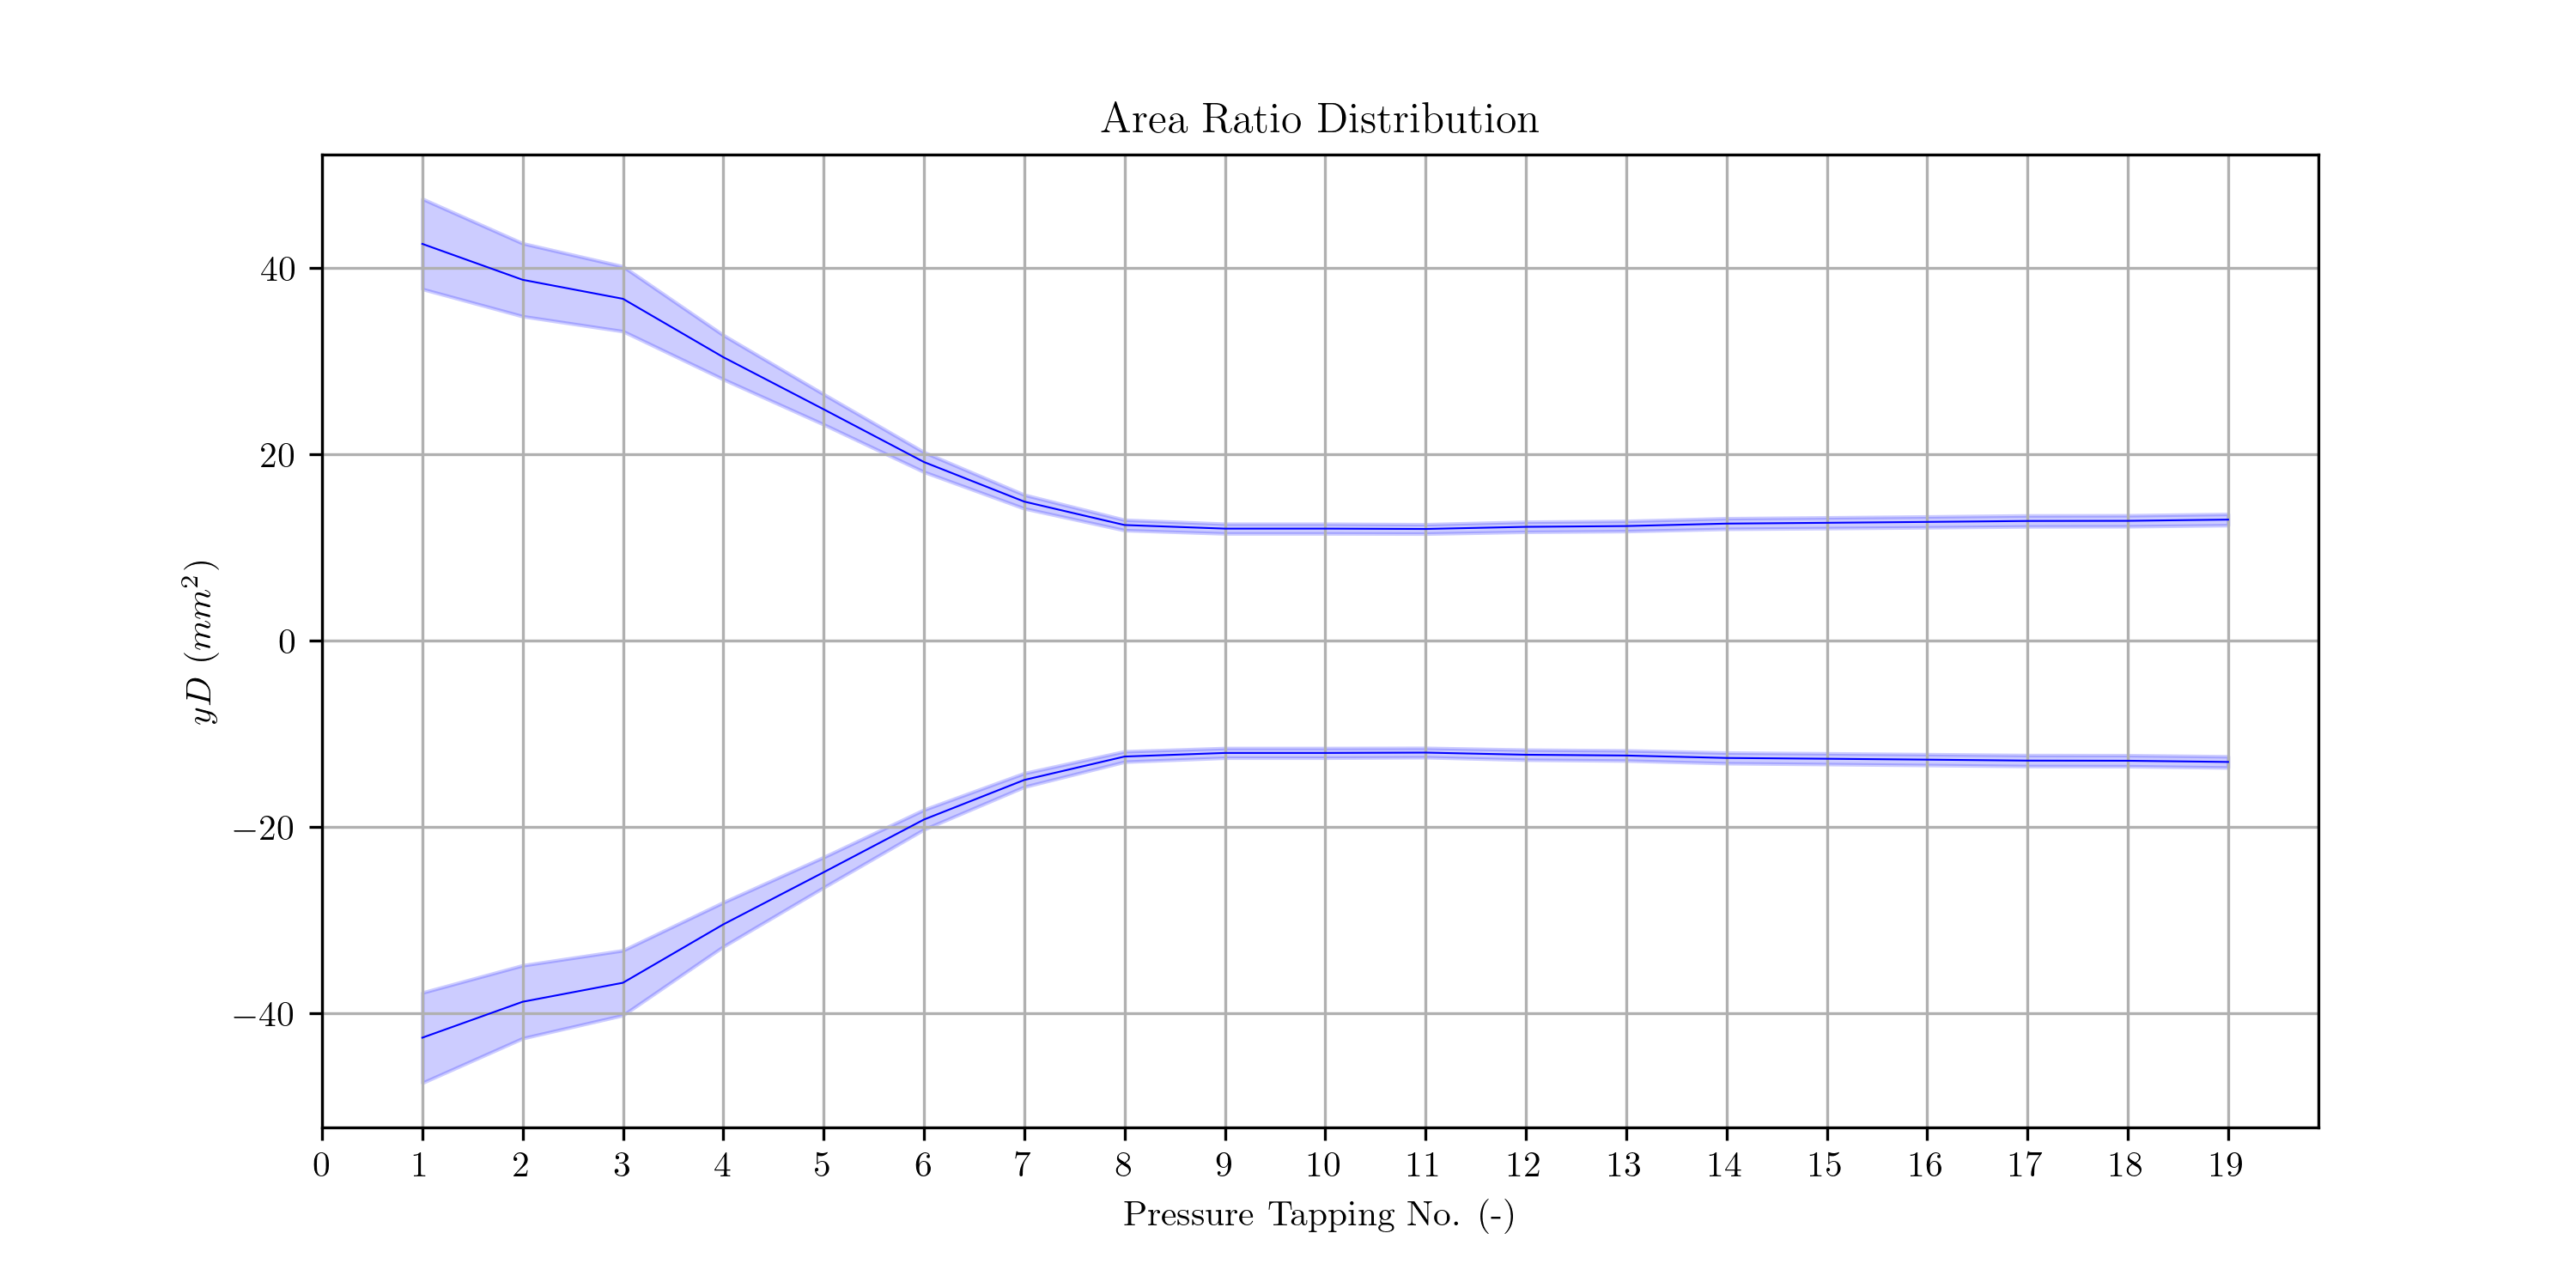 Area Ratio Distribution
yD (mm²)
40
20
0
−20
−40
0 1 2 3 4 5 6 7 8 9 10 11 12 13 14 15 16 17 18 19
Pressure Tapping No. (-)